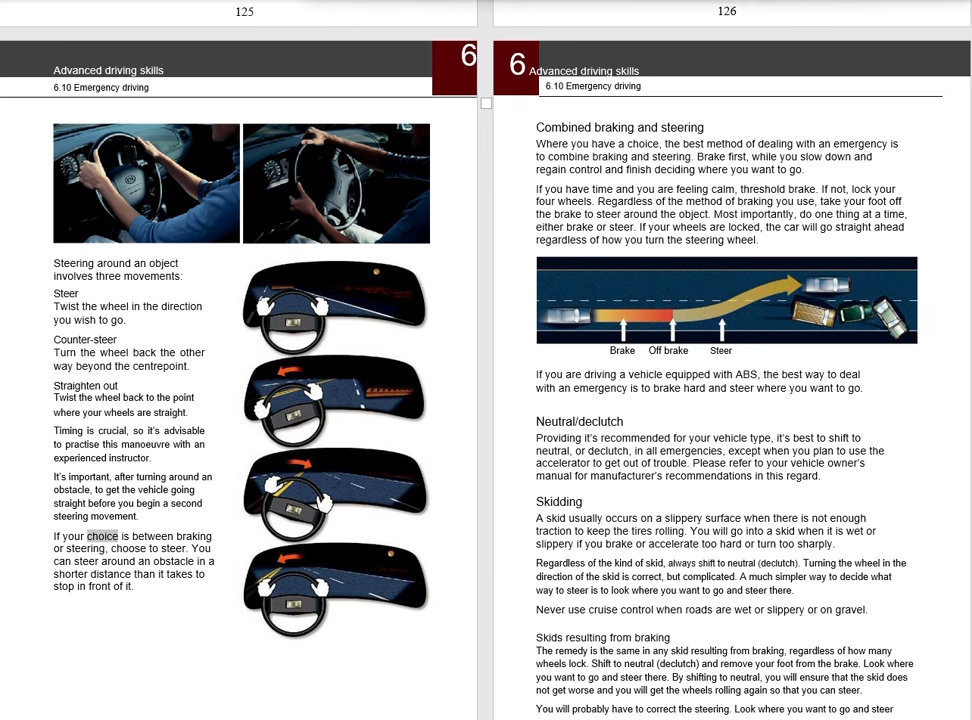 125
6
Advanced driving skills
6.10 Emergency driving
Steering around an object
involves three movements:
Steer
Twist the wheel in the direction
you wish to go.
Counter-steer
Turn the wheel back the other
way beyond the centrepoint.
Straighten out
Twist the wheel back to the point
where your wheels are straight.
Timing is crucial, so it's advisable
to practise this manoeuvre with an
experienced instructor.
It's important, after turning around an
obstacle, to get the vehicle going
straight before you begin a second
steering movement.
If your choice is between braking
or steering, choose to steer. You
can steer around an obstacle in a
shorter distance than it takes to
stop in front of it.
126
6 Advanced driving skills
6.10 Emergency driving
Combined braking and steering
Where you have a choice, the best method of dealing with an emergency is
to combine braking and steering. Brake first, while you slow down and
regain control and finish deciding where you want to go.
If you have time and you are feeling calm, threshold brake. If not, lock your
four wheels. Regardless of the method of braking you use, take your foot off
the brake to steer around the object. Most importantly, do one thing at a time,
either brake or steer. If your wheels are locked, the car will go straight ahead
regardless of how you turn the steering wheel.
Brake Off brake Steer
If you are driving a vehicle equipped with ABS, the best way to deal
with an emergency is to brake hard and steer where you want to go.
Neutral/declutch
Providing it's recommended for your vehicle type, it's best to shift to
neutral, or declutch, in all emergencies, except when you plan to use the
accelerator to get out of trouble. Please refer to your vehicle owner's
manual for manufacturer's recommendations in this regard.
Skidding
A skid usually occurs on a slippery surface when there is not enough
traction to keep the tires rolling. You will go into a skid when it is wet or
slippery if you brake or accelerate too hard or turn too sharply.
Regardless of the kind of skid, always shift to neutral (declutch). Turning the wheel in the
direction of the skid is correct, but complicated. A much simpler way to decide what
way to steer is to look where you want to go and steer there.
Never use cruise control when roads are wet or slippery or on gravel.
Skids resulting from braking
The remedy is the same in any skid resulting from braking, regardless of how many
wheels lock. Shift to neutral (declutch) and remove your foot from the brake. Look where
you want to go and steer there. By shifting to neutral, you will ensure that the skid does
not get worse and you will get the wheels rolling again so that you can steer.
You will probably have to correct the steering. Look where you want to go and steer